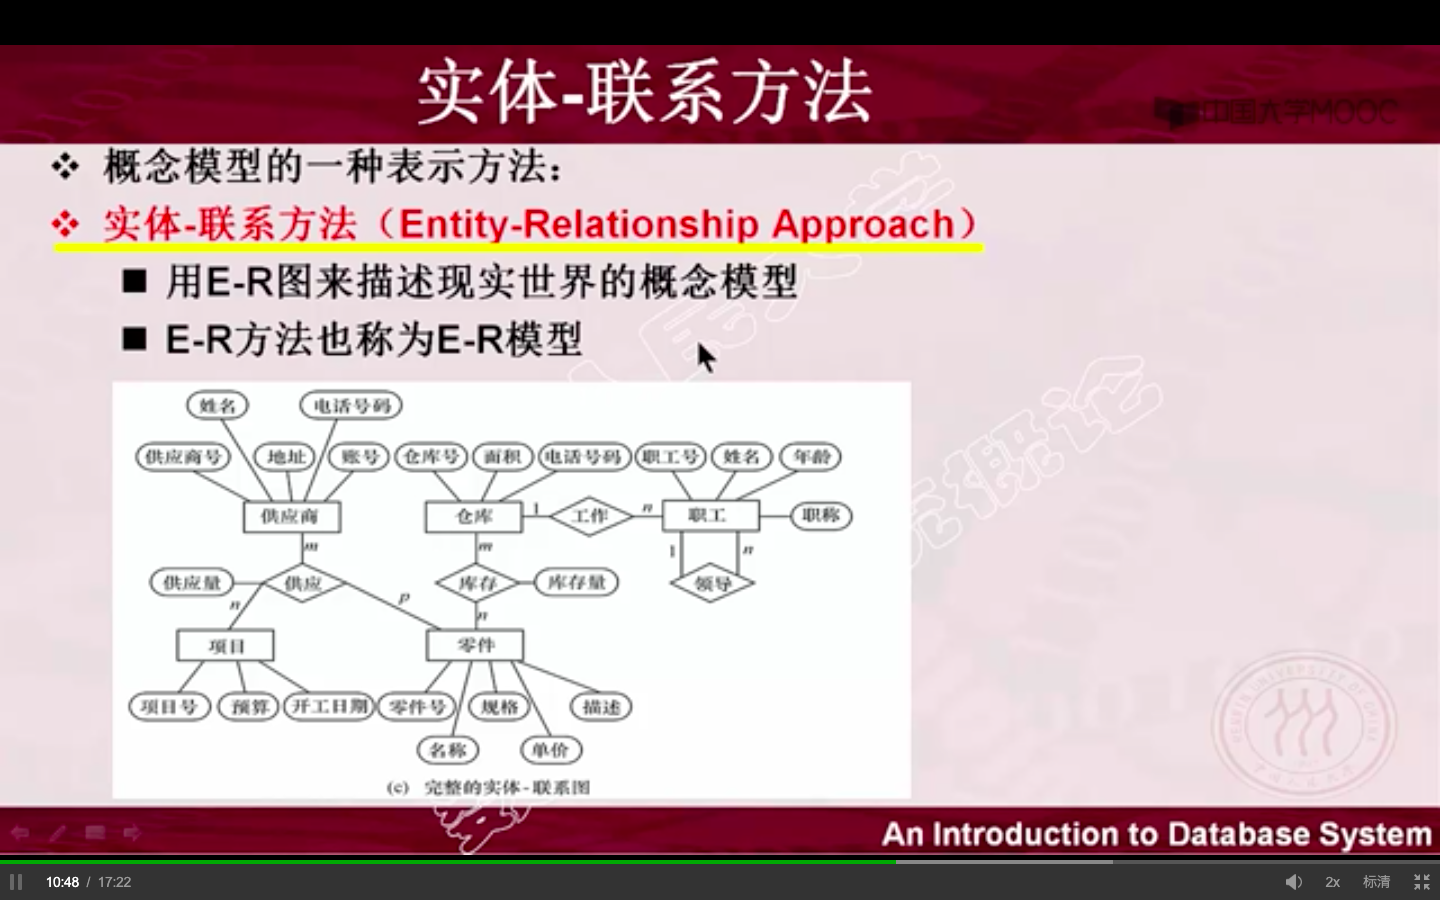 实体-联系方法
中国大学MOOC
概念模型的一种表示方法：
实体-联系方法（Entity-Relationship Approach）
用E-R图来描述现实世界的概念模型
E-R方法也称为E-R模型
姓名 电话号码
供应商号 地址 账号 仓库号 面积 电话号码 职工号 姓名 年龄
供应商 仓库 1 工作 n 职工 职称
m m 1 n
供应量 供应 库存 库存量 领导
n p n
项目 零件
项目号 预算 开工日期 零件号 规格 描述
名称 单价
(c) 完整的实体-联系图
An Introduction to Database System
10:48 / 17:22 2x 标清